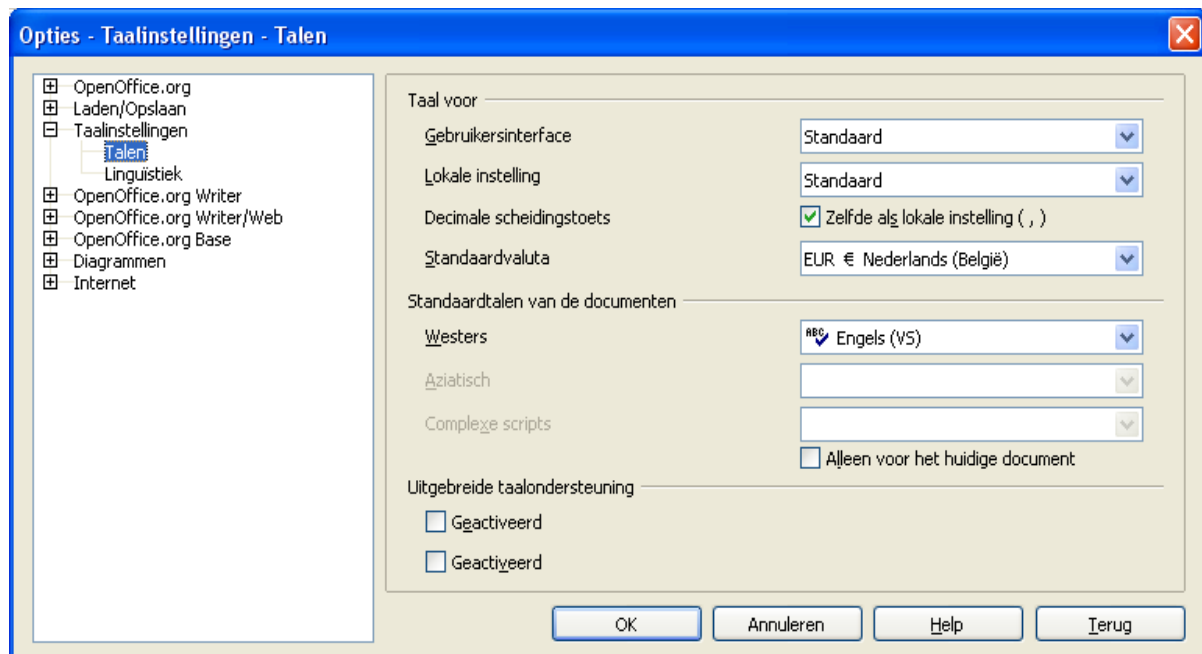 Opties - Taalinstellingen - Talen
OpenOffice.org
Laden/Opslaan
Taalinstellingen
Talen
Linguïstiek
OpenOffice.org Writer
OpenOffice.org Writer/Web
OpenOffice.org Base
Diagrammen
Internet
Taal voor
Gebruikersinterface Standaard
Lokale instelling Standaard
Decimale scheidingstoets Zelfde als lokale instelling ( , )
Standaardvaluta EUR € Nederlands (België)
Standaardtalen van de documenten
Westers ABC Engels (VS)
Aziatisch
Complexe scripts
Alleen voor het huidige document
Uitgebreide taalondersteuning
Geactiveerd
Geactiveerd
OK Annuleren Help Terug